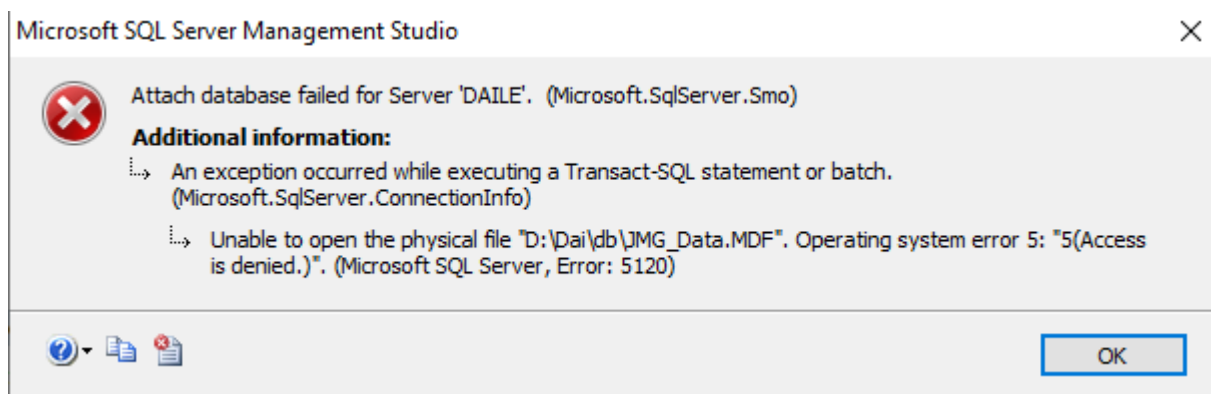 Microsoft SQL Server Management Studio
Attach database failed for Server 'DAILE'. (Microsoft.SqlServer.Smo)
Additional information:
An exception occurred while executing a Transact-SQL statement or batch.
(Microsoft.SqlServer.ConnectionInfo)
Unable to open the physical file "D:\Dai\db\JMG_Data.MDF". Operating system error 5: "5(Access
is denied.)". (Microsoft SQL Server, Error: 5120)
OK